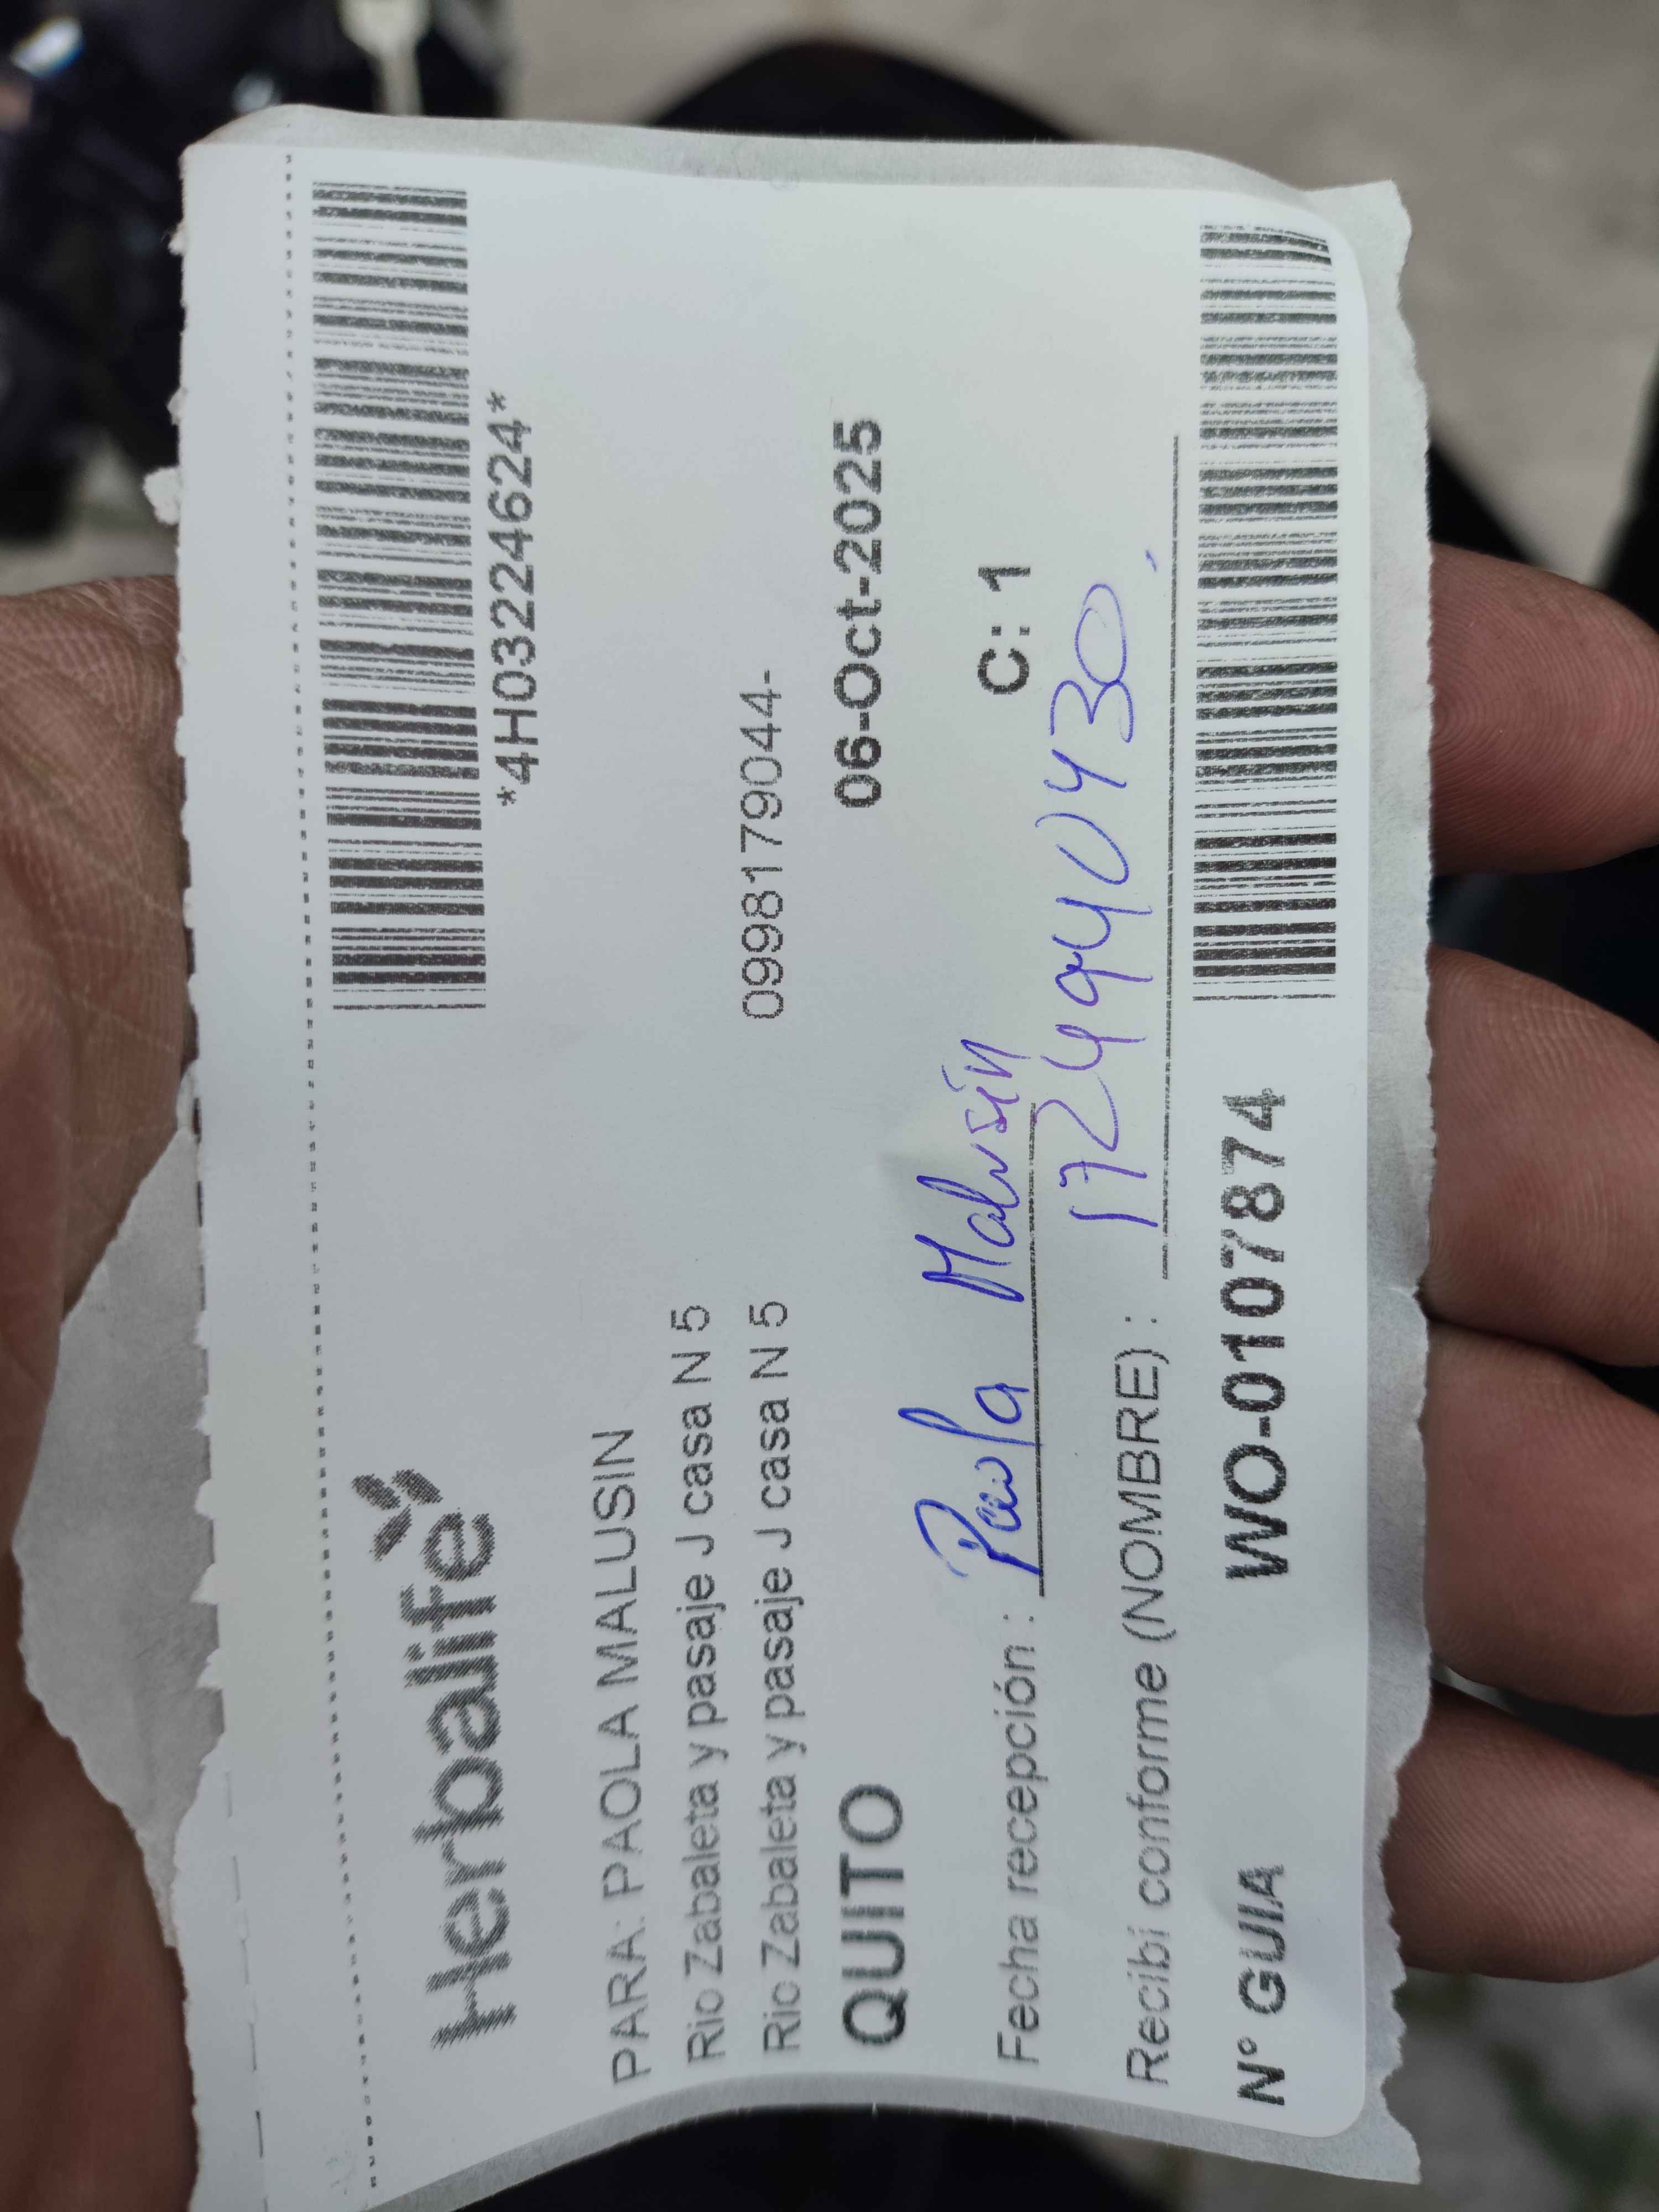 *4H03224624*
Herbalife
PARA: PAOLA MALUSIN
Rio Zabaleta y pasaje J casa N 5
Rio Zabaleta y pasaje J casa N 5 0998179044-
QUITO 06-Oct-2025
Fecha recepción : Paola Malusín C: 1
Recibí conforme (NOMBRE) : 1724940430.
N° GUIA WO-0107874